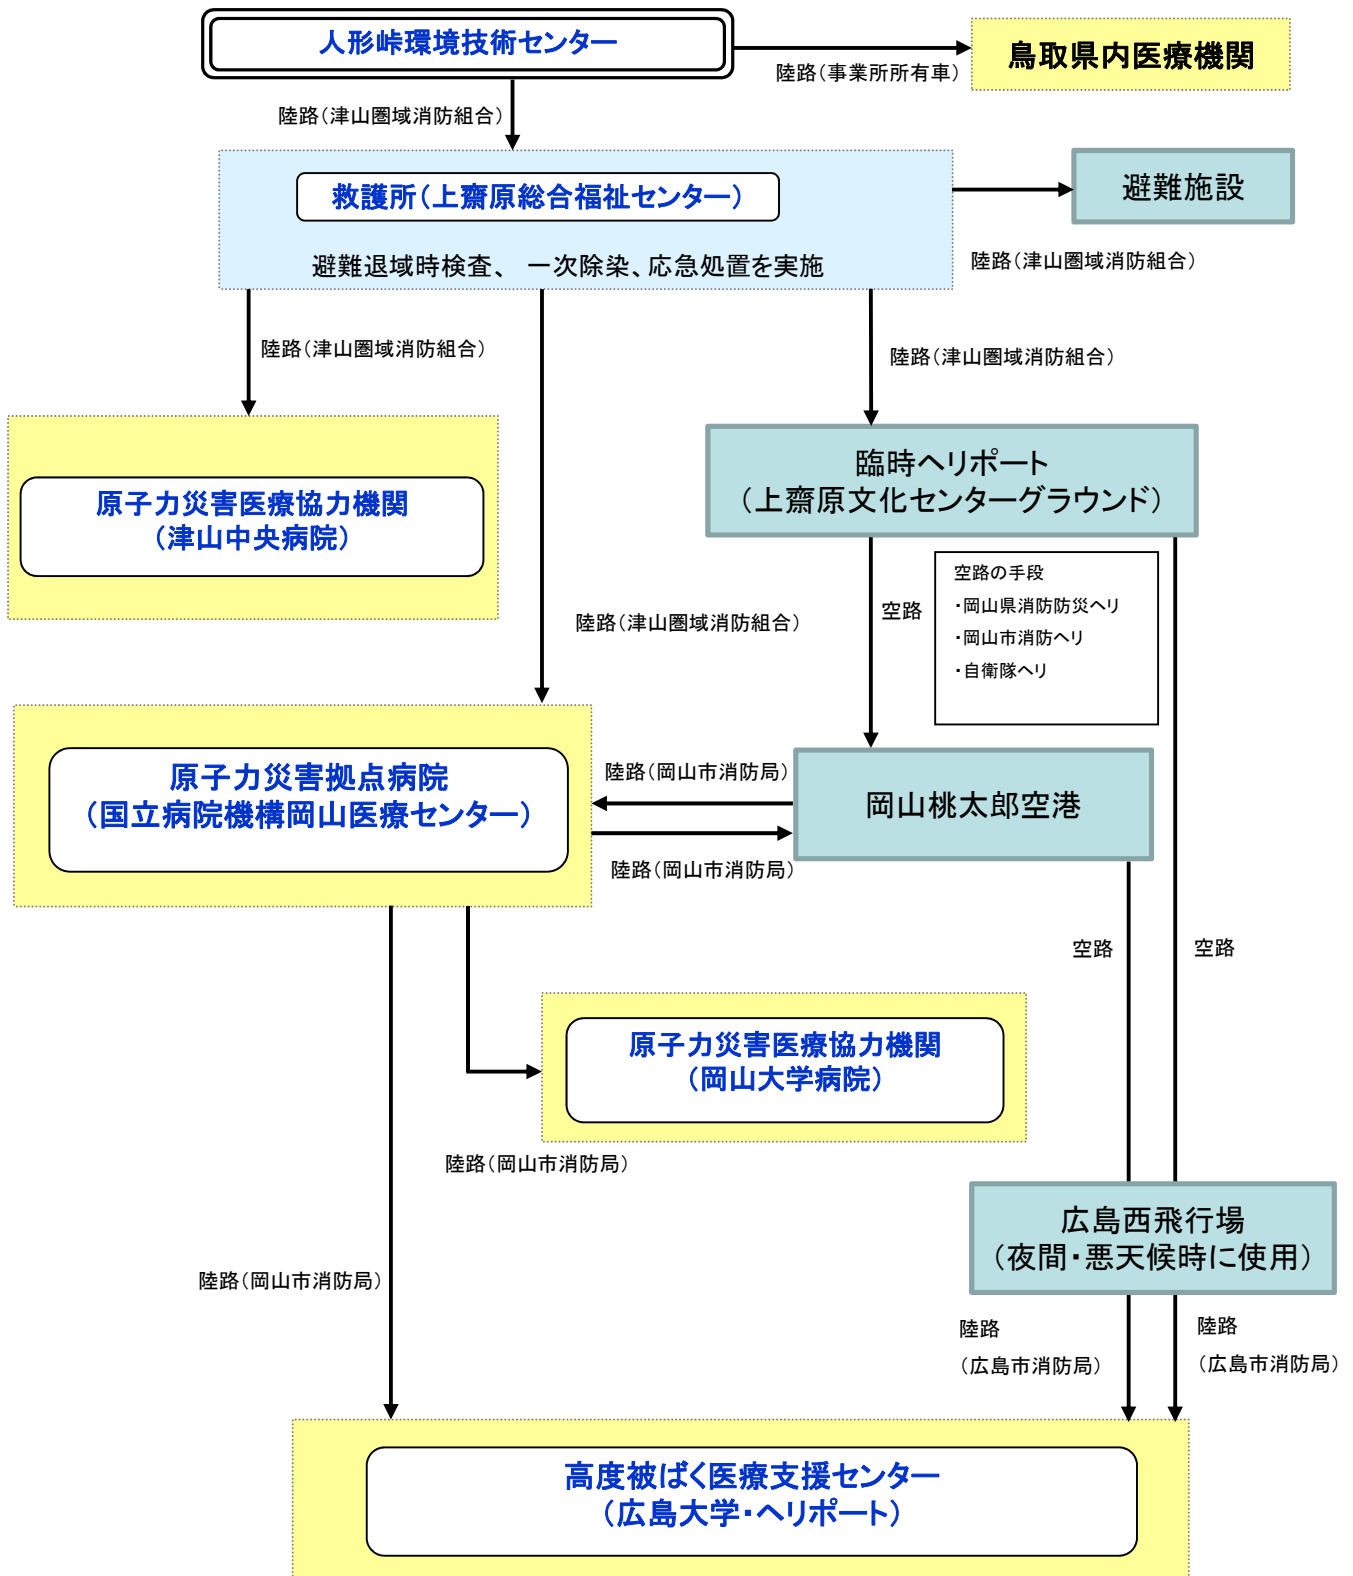 人形峠環境技術センター
鳥取県内医療機関
陸路（事業所所有車）
陸路（津山圏域消防組合）
救護所（上齋原総合福祉センター）
避難施設
避難退域時検査、 一次除染、応急処置を実施
陸路（津山圏域消防組合）
陸路（津山圏域消防組合）
陸路（津山圏域消防組合）
原子力災害医療協力機関
（津山中央病院）
臨時ヘリポート
（上齋原文化センターグラウンド）
空路の手段
・岡山県消防防災ヘリ
・岡山市消防ヘリ
・自衛隊ヘリ
空路
陸路（津山圏域消防組合）
原子力災害拠点病院
（国立病院機構岡山医療センター）
陸路（岡山市消防局）
岡山桃太郎空港
陸路（岡山市消防局）
空路
空路
原子力災害医療協力機関
（岡山大学病院）
陸路（岡山市消防局）
広島西飛行場
（夜間・悪天候時に使用）
陸路（岡山市消防局）
陸路
（広島市消防局）
陸路
（広島市消防局）
高度被ばく医療支援センター
（広島大学・ヘリポート）